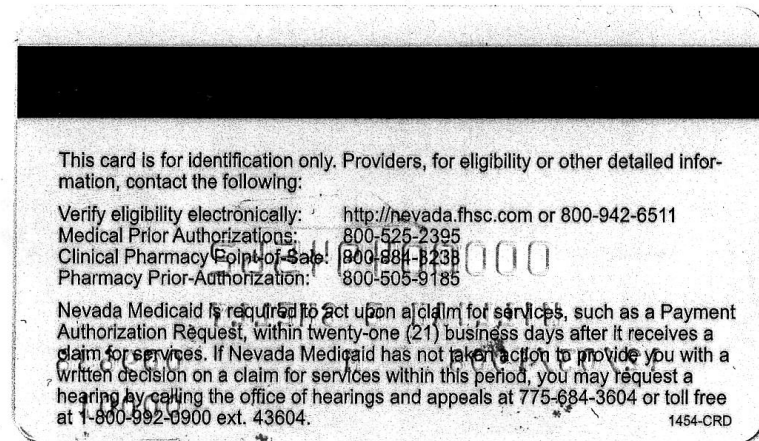 This card is for identification only. Providers, for eligibility or other detailed infor-
mation, contact the following:
Verify eligibility electronically: http://nevada.fhsc.com or 800-942-6511
Medical Prior Authorizations: 800-525-2395
Clinical Pharmacy Point-of-Sale: 800-884-3238
Pharmacy Prior-Authorization: 800-505-9185
Nevada Medicaid is required to act upon a claim for services, such as a Payment
Authorization Request, within twenty-one (21) business days after it receives a
claim for services. If Nevada Medicaid has not taken action to provide you with a
written decision on a claim for services within this period, you may request a
hearing by calling the office of hearings and appeals at 775-684-3604 or toll free
at 1-800-992-0900 ext. 43604.
1454-CRD